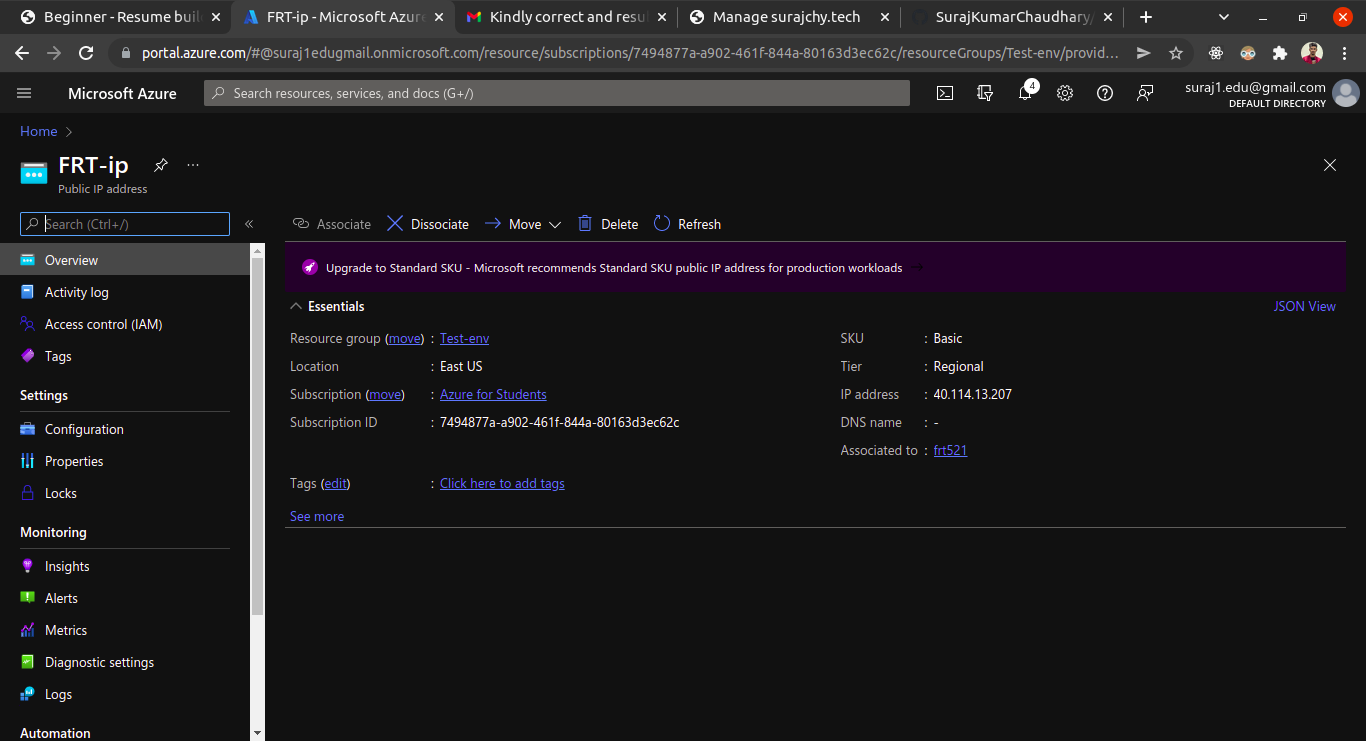 Beginner - Resume buil
FRT-ip - Microsoft Azure
Kindly correct and resu
Manage surajchy.tech
SurajKumarChaudhary/
portal.azure.com/#@suraj1edugmail.onmicrosoft.com/resource/subscriptions/7494877a-a902-461f-844a-80163d3ec62c/resourceGroups/Test-env/provid...
Microsoft Azure
Search resources, services, and docs (G+/)
4
suraj1.edu@gmail.com
DEFAULT DIRECTORY
Home
FRT-ip
Public IP address
Search (Ctrl+/)
Overview
Activity log
Access control (IAM)
Tags
Settings
Configuration
Properties
Locks
Monitoring
Insights
Alerts
Metrics
Diagnostic settings
Logs
Automation
Associate
Dissociate
Move
Delete
Refresh
Upgrade to Standard SKU - Microsoft recommends Standard SKU public IP address for production workloads
Essentials
JSON View
Resource group (move) : Test-env
Location : East US
Subscription (move) : Azure for Students
Subscription ID : 7494877a-a902-461f-844a-80163d3ec62c
SKU : Basic
Tier : Regional
IP address : 40.114.13.207
DNS name : -
Associated to : frt521
Tags (edit) : Click here to add tags
See more